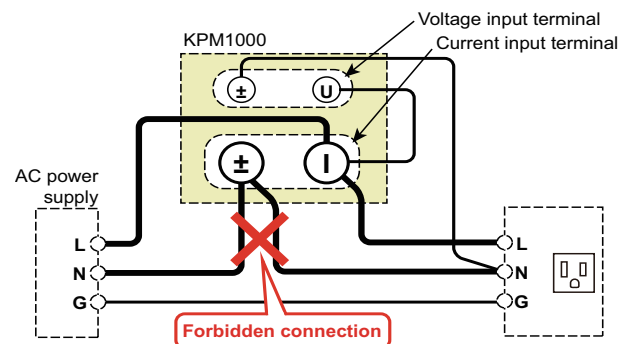 Voltage input terminal
Current input terminal
KPM1000
± U
± I
AC power
supply
L
N
G
L
N
G
Forbidden connection